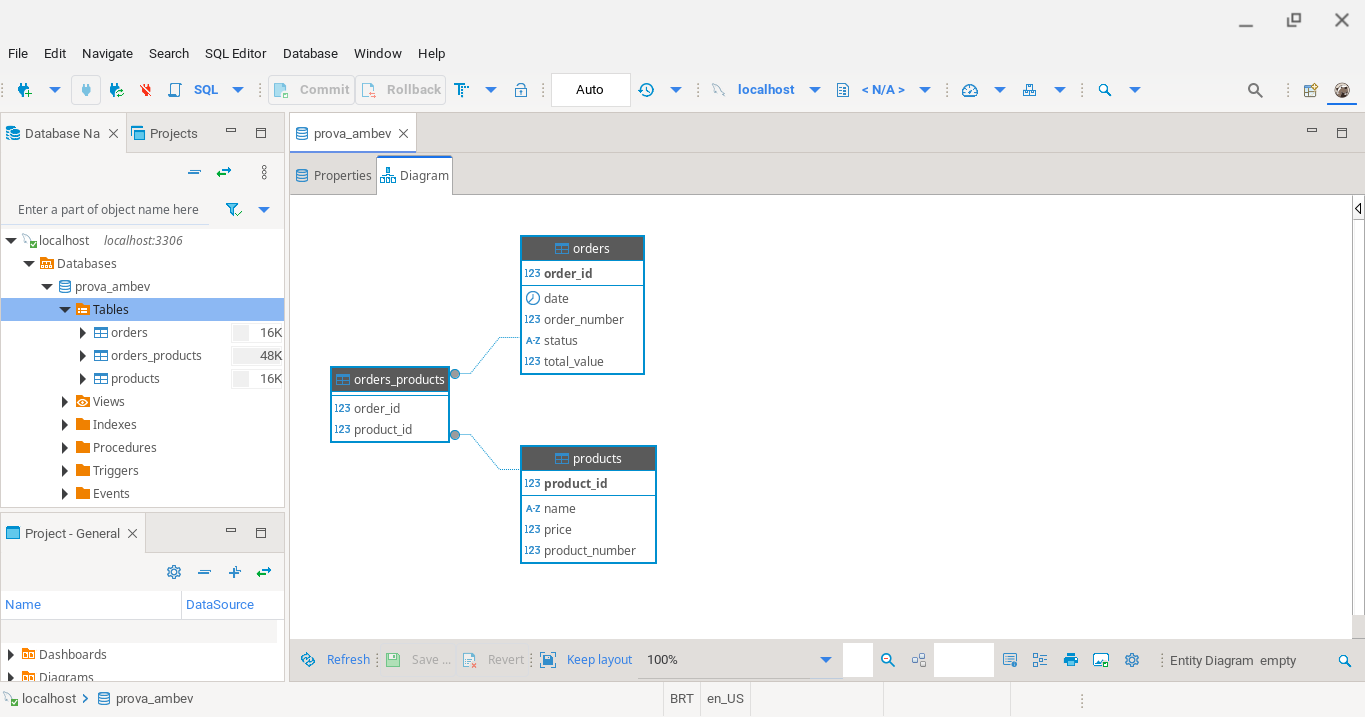 File Edit Navigate Search SQL Editor Database Window Help
SQL Commit Rollback Auto localhost < N/A >
Database Na Projects
Enter a part of object name here
localhost localhost:3306
Databases
prova_ambev
Tables
orders 16K
orders_products 48K
products 16K
Views
Indexes
Procedures
Triggers
Events
Project - General
Name DataSource
Dashboards
Diagrams
prova_ambev
Properties Diagram
orders
123 order_id
date
123 order_number
A-Z status
123 total_value
orders_products
123 order_id
123 product_id
products
123 product_id
A-Z name
123 price
123 product_number
Refresh Save ... Revert Keep layout 100% Entity Diagram empty
localhost prova_ambev BRT en_US